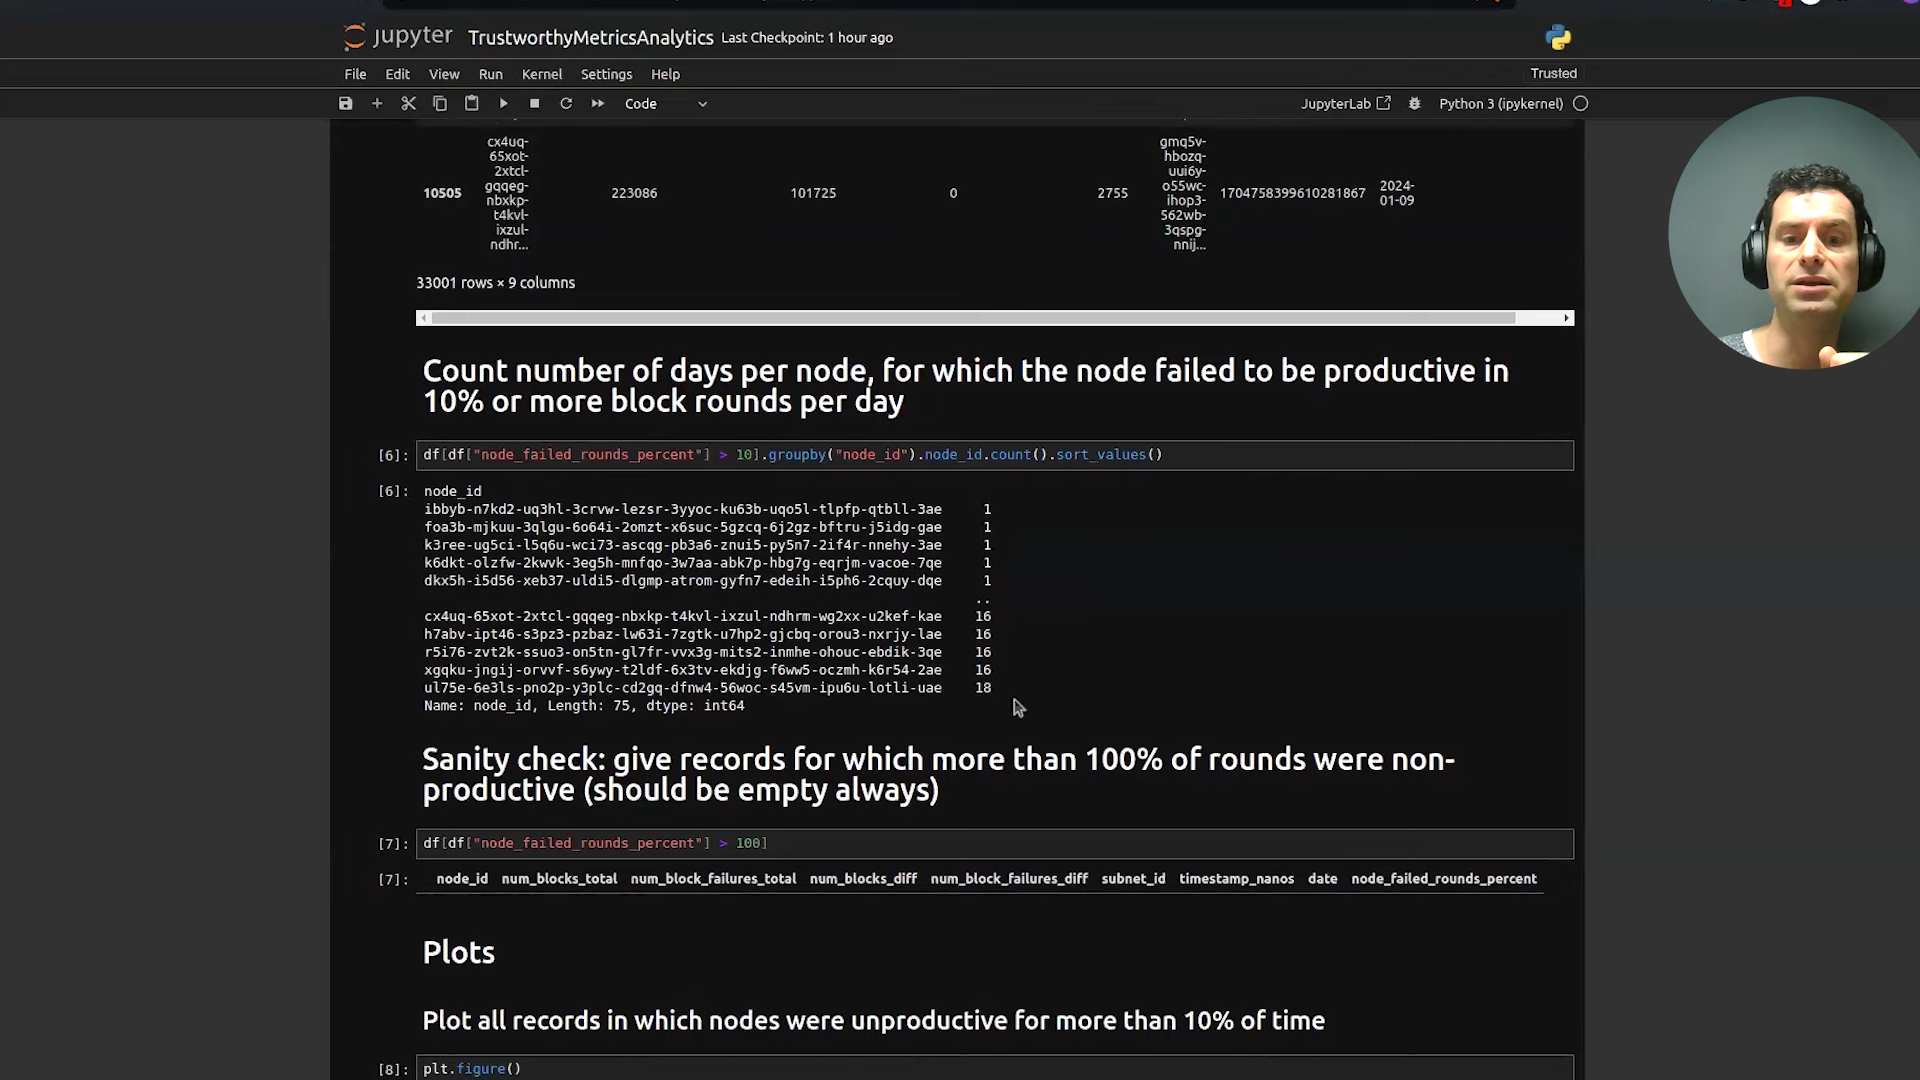 jupyter TrustworthyMetricsAnalytics Last Checkpoint: 1 hour ago
File Edit View Run Kernel Settings Help Trusted
Code JupyterLab Python 3 (ipykernel)
10505 cx4uq-65xot-2xtcl-gqqeg-nbxkp-t4kvl-ixzul-ndhr... 223086 101725 0 2755 gmq5v-hbozq-uui6y-o55wc-ihop3-562wb-3qspg-nnij... 1704758399610281867 2024-01-09
33001 rows × 9 columns
Count number of days per node, for which the node failed to be productive in
10% or more block rounds per day
[6]: df[df["node_failed_rounds_percent"] > 10].groupby("node_id").node_id.count().sort_values()
[6]: node_id
ibbyb-n7kd2-uq3hl-3crvw-lezsr-3yyoc-ku63b-uqo5l-tlpfp-qtbll-3ae 1
foa3b-mjkuu-3qlgu-6o64i-2omzt-x6suc-5gzcq-6j2gz-bftru-j5idg-gae 1
k3ree-ug5ci-l5q6u-wci73-ascqg-pb3a6-znui5-py5n7-2if4r-nnehy-3ae 1
k6dkt-olzfw-2kwvk-3eg5h-mnfqo-3w7aa-abk7p-hbg7g-eqrjm-vacoe-7qe 1
dkx5h-i5d56-xeb37-uldi5-dlgmp-atrom-gyfn7-edeih-i5ph6-2cquy-dqe 1
..
cx4uq-65xot-2xtcl-gqqeg-nbxkp-t4kvl-ixzul-ndhrm-wg2xx-u2kef-kae 16
h7abv-ipt46-s3pz3-pzbaz-lw63i-7zgtk-u7hp2-gjcbq-orou3-nxrjy-lae 16
r5i76-zvt2k-ssuo3-on5tn-gl7fr-vvx3g-mits2-inmhe-ohouc-ebdik-3qe 16
xgqku-jngij-orvvf-s6ywy-t2ldf-6x3tv-ekdjg-f6ww5-oczmh-k6r54-2ae 16
ul75e-6e3ls-pno2p-y3plc-cd2gq-dfnw4-56woc-s45vm-ipu6u-lotli-uae 18
Name: node_id, Length: 75, dtype: int64
Sanity check: give records for which more than 100% of rounds were non-
productive (should be empty always)
[7]: df[df["node_failed_rounds_percent"] > 100]
[7]: node_id num_blocks_total num_block_failures_total num_blocks_diff num_block_failures_diff subnet_id timestamp_nanos date node_failed_rounds_percent
Plots
Plot all records in which nodes were unproductive for more than 10% of time
[8]: plt.figure()